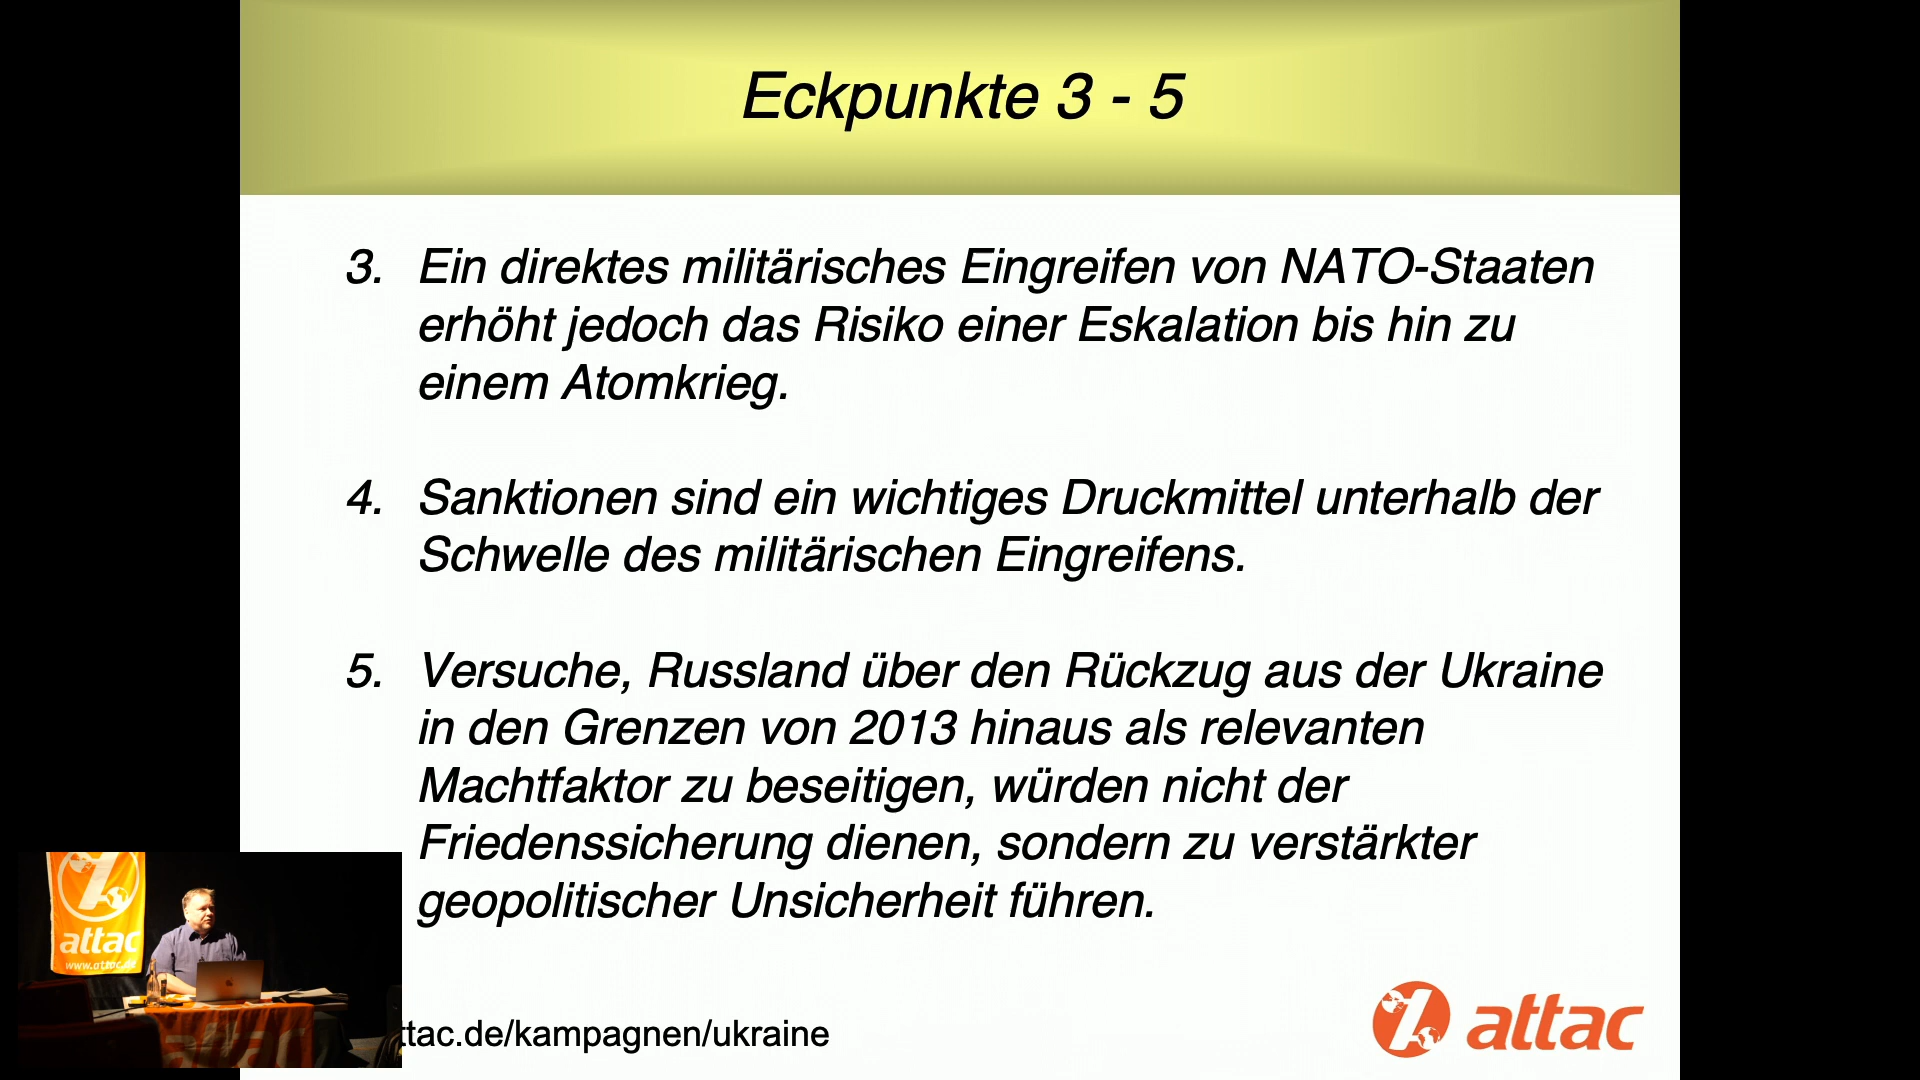 Eckpunkte 3 - 5
3. Ein direktes militärisches Eingreifen von NATO-Staaten
erhöht jedoch das Risiko einer Eskalation bis hin zu
einem Atomkrieg.
4. Sanktionen sind ein wichtiges Druckmittel unterhalb der
Schwelle des militärischen Eingreifens.
5. Versuche, Russland über den Rückzug aus der Ukraine
in den Grenzen von 2013 hinaus als relevanten
Machtfaktor zu beseitigen, würden nicht der
Friedenssicherung dienen, sondern zu verstärkter
geopolitischer Unsicherheit führen.
attac
www.attac.de
ttac.de/kampagnen/ukraine
attac